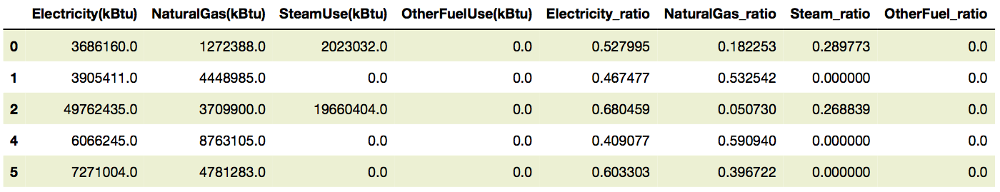 Electricity(kBtu) NaturalGas(kBtu) SteamUse(kBtu) OtherFuelUse(kBtu) Electricity_ratio NaturalGas_ratio Steam_ratio OtherFuel_ratio
0 3686160.0 1272388.0 2023032.0 0.0 0.527995 0.182253 0.289773 0.0
1 3905411.0 4448985.0 0.0 0.0 0.467477 0.532542 0.000000 0.0
2 49762435.0 3709900.0 19660404.0 0.0 0.680459 0.050730 0.268839 0.0
4 6066245.0 8763105.0 0.0 0.0 0.409077 0.590940 0.000000 0.0
5 7271004.0 4781283.0 0.0 0.0 0.603303 0.396722 0.000000 0.0